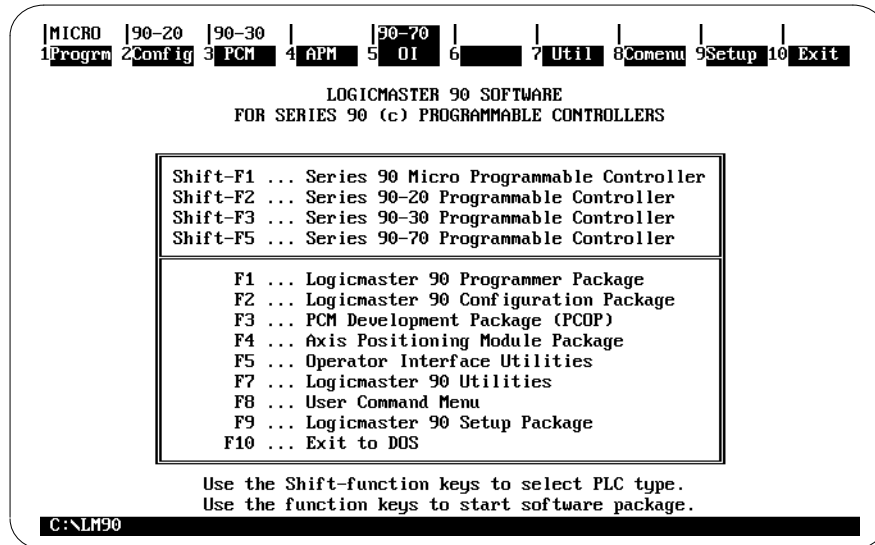 |MICRO |90-20 |90-30 | |90-70 | | | | |
1Progrm 2Config 3 PCM 4 APM 5 OI 6 7 Util 8Comenu 9Setup 10 Exit
LOGICMASTER 90 SOFTWARE
FOR SERIES 90 (c) PROGRAMMABLE CONTROLLERS
Shift-F1 ... Series 90 Micro Programmable Controller
Shift-F2 ... Series 90-20 Programmable Controller
Shift-F3 ... Series 90-30 Programmable Controller
Shift-F5 ... Series 90-70 Programmable Controller
F1 ... Logicmaster 90 Programmer Package
F2 ... Logicmaster 90 Configuration Package
F3 ... PCM Development Package (PCOP)
F4 ... Axis Positioning Module Package
F5 ... Operator Interface Utilities
F7 ... Logicmaster 90 Utilities
F8 ... User Command Menu
F9 ... Logicmaster 90 Setup Package
F10 ... Exit to DOS
Use the Shift-function keys to select PLC type.
Use the function keys to start software package.
C:\LM90